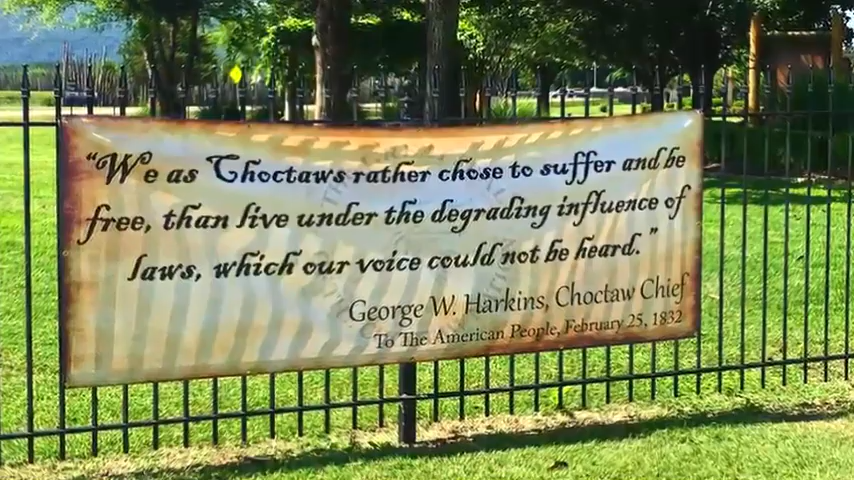 "We as Choctaws rather chose to suffer and be
free, than live under the degrading influence of
laws, which our voice could not be heard."
George W. Harkins, Choctaw Chief
To The American People, February 25, 1832